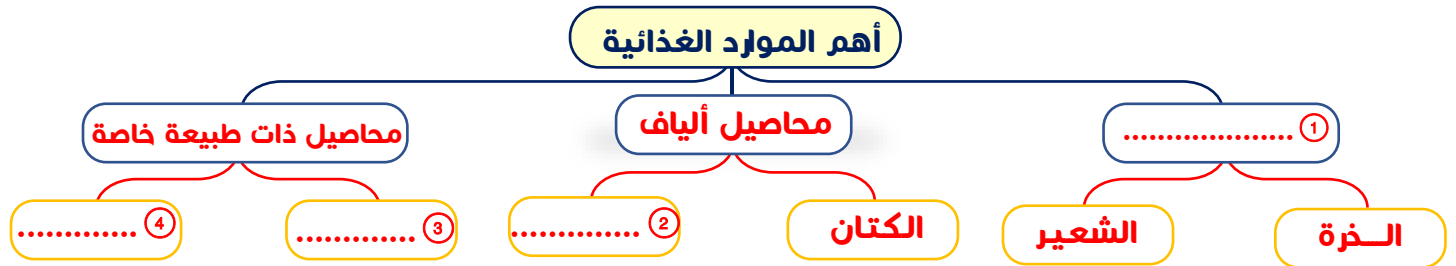 أهم الموارد الغذائية
① ....................
محاصيل ألياف
محاصيل ذات طبيعة خاصة
الــذرة
الشعير
الكتان
② ...............
③ ..............
④ ..............